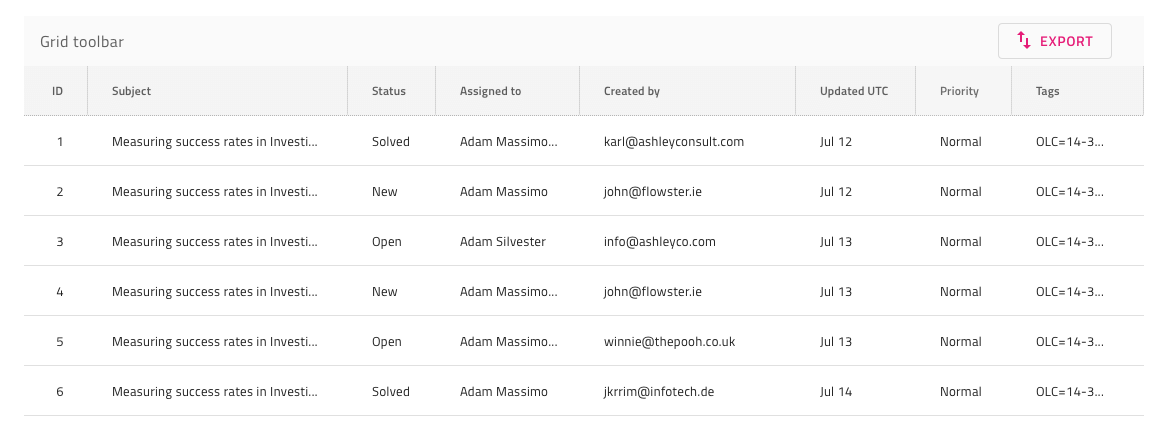 Grid toolbar EXPORT
ID Subject Status Assigned to Created by Updated UTC Priority Tags
1 Measuring success rates in Investi... Solved Adam Massimo... karl@ashleyconsult.com Jul 12 Normal OLC=14-3...
2 Measuring success rates in Investi... New Adam Massimo john@flowster.ie Jul 12 Normal OLC=14-3...
3 Measuring success rates in Investi... Open Adam Silvester info@ashleyco.com Jul 13 Normal OLC=14-3...
4 Measuring success rates in Investi... New Adam Massimo... john@flowster.ie Jul 13 Normal OLC=14-3...
5 Measuring success rates in Investi... Open Adam Massimo... winnie@thepooh.co.uk Jul 13 Normal OLC=14-3...
6 Measuring success rates in Investi... Solved Adam Massimo jkrrim@infotech.de Jul 14 Normal OLC=14-3...